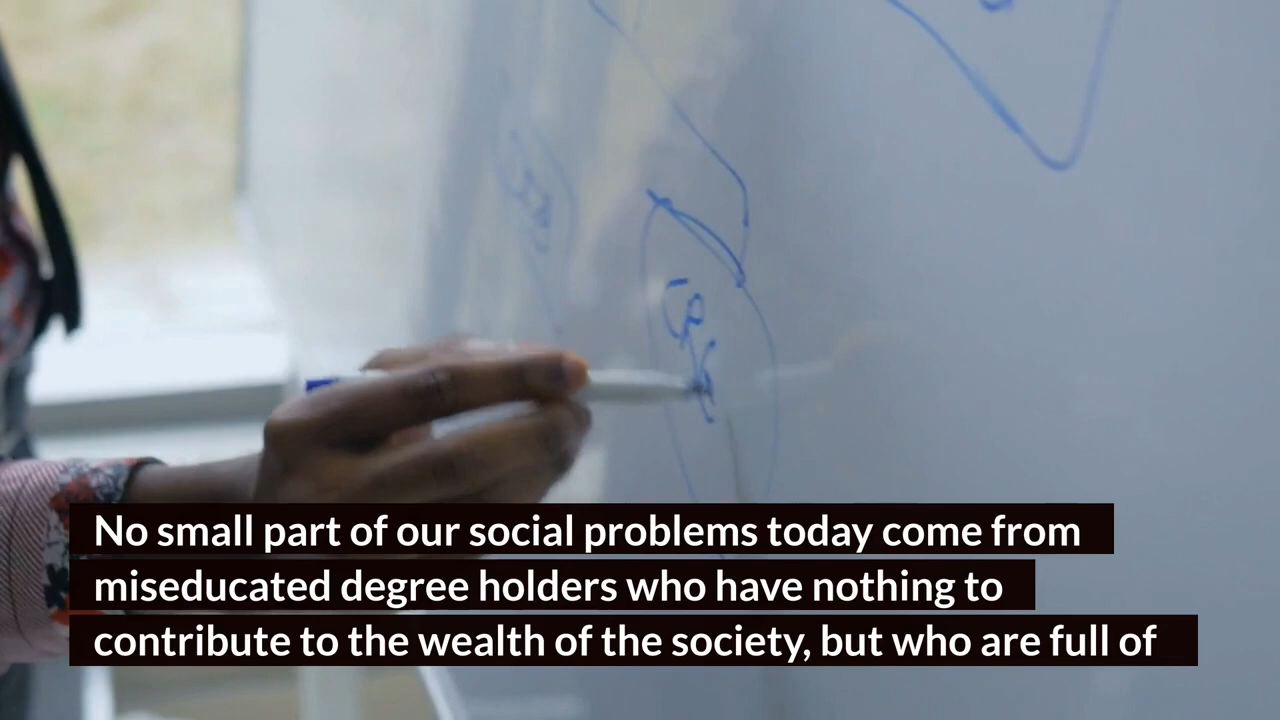 No small part of our social problems today come from
miseducated degree holders who have nothing to
contribute to the wealth of the society, but who are full of